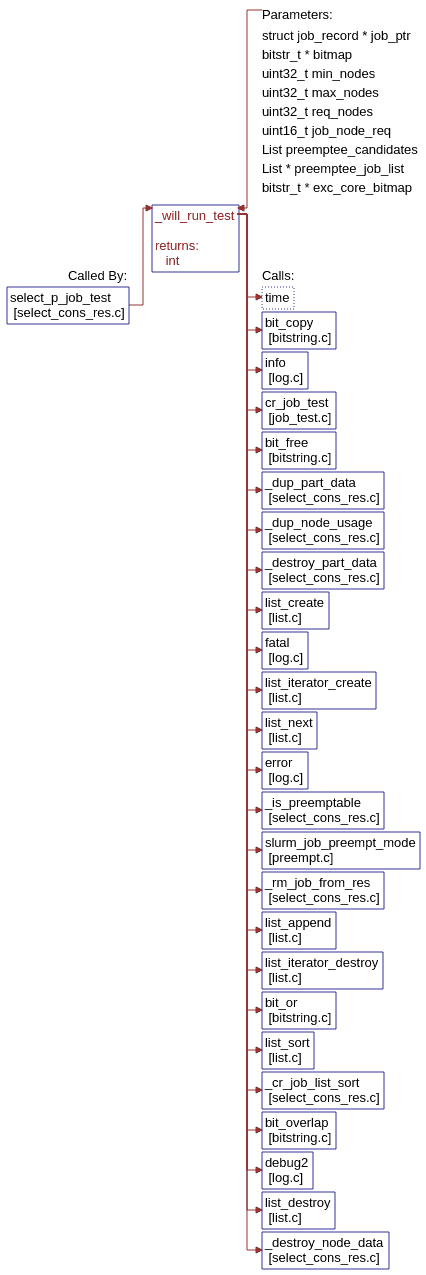 Parameters:
struct job_record * job_ptr
bitstr_t * bitmap
uint32_t min_nodes
uint32_t max_nodes
uint32_t req_nodes
uint16_t job_node_req
List preemptee_candidates
List * preemptee_job_list
bitstr_t * exc_core_bitmap
_will_run_test
returns:
int
Called By:
select_p_job_test
[select_cons_res.c]
Calls:
time
bit_copy
[bitstring.c]
info
[log.c]
cr_job_test
[job_test.c]
bit_free
[bitstring.c]
_dup_part_data
[select_cons_res.c]
_dup_node_usage
[select_cons_res.c]
_destroy_part_data
[select_cons_res.c]
list_create
[list.c]
fatal
[log.c]
list_iterator_create
[list.c]
list_next
[list.c]
error
[log.c]
_is_preemptable
[select_cons_res.c]
slurm_job_preempt_mode
[preempt.c]
_rm_job_from_res
[select_cons_res.c]
list_append
[list.c]
list_iterator_destroy
[list.c]
bit_or
[bitstring.c]
list_sort
[list.c]
_cr_job_list_sort
[select_cons_res.c]
bit_overlap
[bitstring.c]
debug2
[log.c]
list_destroy
[list.c]
_destroy_node_data
[select_cons_res.c]